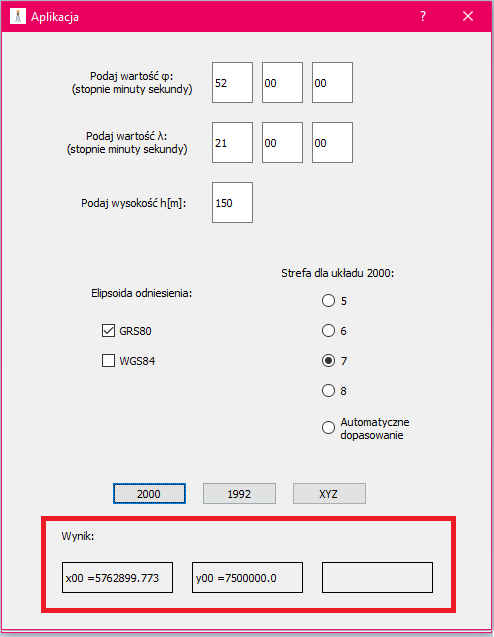 Aplikacja ? ×
Podaj wartość φ:
(stopnie minuty sekundy)
52 00 00
Podaj wartość λ:
(stopnie minuty sekundy)
21 00 00
Podaj wysokość h[m]: 150
Strefa dla układu 2000:
Elipsoida odniesienia:
5
GRS80
6
WGS84
7
8
Automatyczne
dopasowanie
2000 1992 XYZ
Wynik:
x00 =5762899.773 y00 =7500000.0